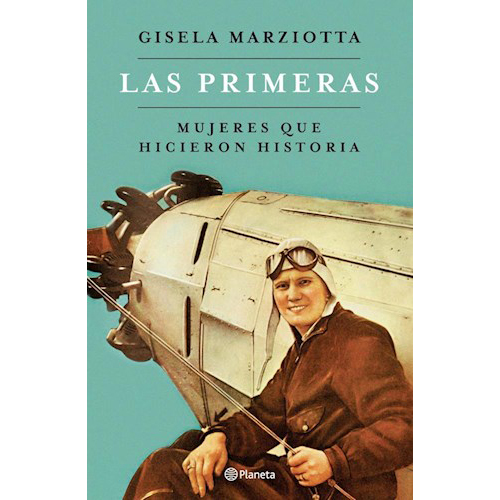 GISELA MARZIOTTA
LAS PRIMERAS
MUJERES QUE
HICIERON HISTORIA
Planeta